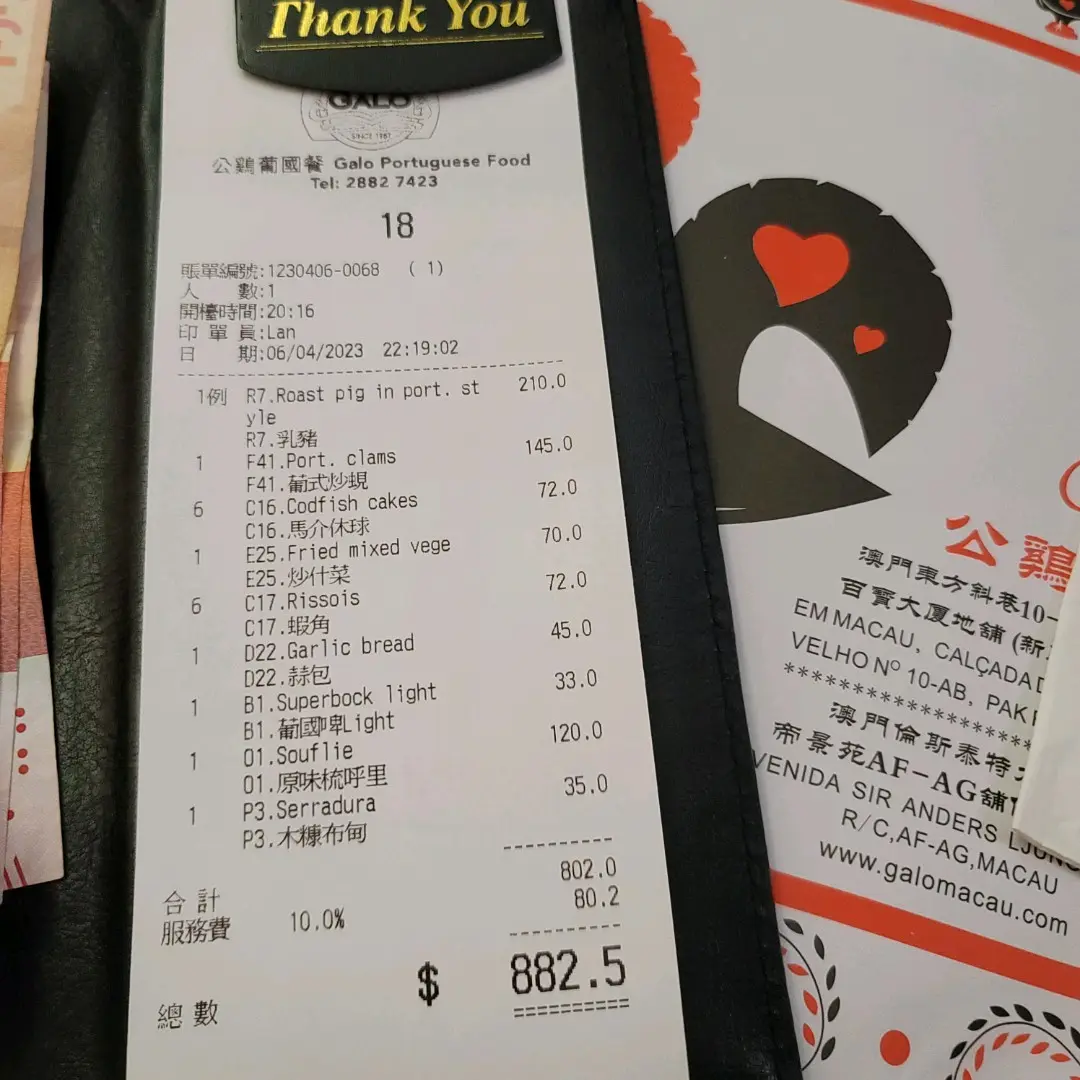 Thank You
GALO
SINCE 1987
公鷄葡國餐 Galo Portuguese Food
Tel: 2882 7423
18
賬單編號:1230406-0068 ( 1)
人 數:1
開檯時間:20:16
印 單 員:Lan
日 期:06/04/2023 22:19:02
1例 R7.Roast pig in port. st 210.0
yle
R7.乳豬
1 F41.Port. clams 145.0
F41.葡式炒蜆
6 C16.Codfish cakes 72.0
C16.馬介休球
1 E25.Fried mixed vege 70.0
E25.炒什菜
6 C17.Rissois 72.0
C17.蝦角
1 D22.Garlic bread 45.0
D22.蒜包
1 B1.Superbock light 33.0
B1.葡國啤Light
1 O1.Souflie 120.0
O1.原味梳呼里
1 P3.Serradura 35.0
P3.木糠布甸
合 計 802.0
服務費 10.0% 80.2
總 數 $ 882.5
公鷄
澳門東方斜巷10-
百寶大厦地舖(新
EM MACAU, CALÇADA D
VELHO Nº 10-AB, PAK
********************
澳門倫斯泰特
帝景苑AF-AG舖
VENIDA SIR ANDERS LJUNG
R/C,AF-AG,MACAU
www.galomacau.com